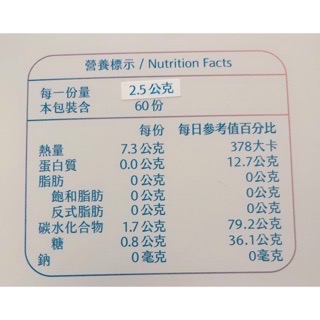 營養標示 / Nutrition Facts
每一份量 2.5公克
本包裝含 60份
每份 每日參考值百分比
熱量 7.3公克 378大卡
蛋白質 0.0公克 12.7公克
脂肪 0公克 0公克
飽和脂肪 0公克 0公克
反式脂肪 0公克 0公克
碳水化合物 1.7公克 79.2公克
糖 0.8公克 36.1公克
鈉 0毫克 0毫克